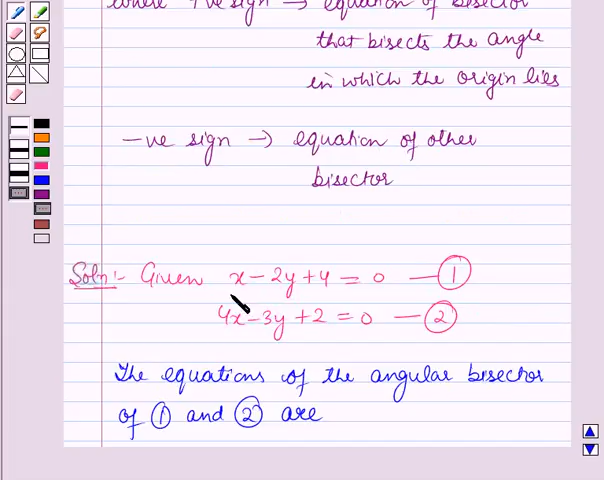 where +ve sign → equation of bisector
that bisects the angle
in which the origin lies
-ve sign → equation of other
bisector
Soln:- Given x - 2y + 4 = 0 — ①
4x - 3y + 2 = 0 — ②
The equations of the angular bisector
of ① and ② are